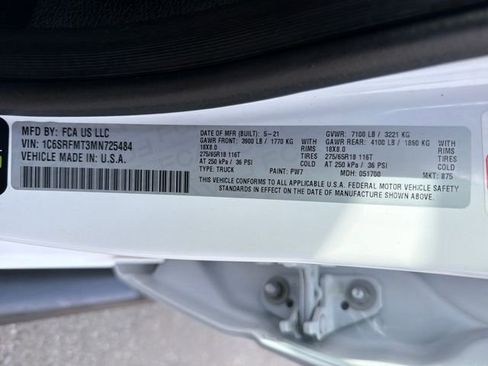 MFD BY: FCA US LLC
VIN: 1C6SRFMT3MN725484
VEHICLE MADE IN: U.S.A.
DATE OF MFR (BUILT): 5-21
GAWR FRONT: 3900 LB / 1770 KG WITH
18X8.0 RIMS
275/65R18 116T TIRES
AT 250 kPa / 36 PSI COLD
TYPE: TRUCK PAINT: PW7
GVWR: 7100 LB / 3221 KG
GAWR REAR: 4100 LB / 1860 KG WITH
18X8.0 RIMS
275/65R18 116T TIRES
AT 250 kPa / 36 PSI COLD
MDH: 051700 MKT: 875
THIS VEHICLE CONFORMS TO ALL APPLICABLE U.S.A. FEDERAL MOTOR VEHICLE SAFETY
STANDARDS IN EFFECT ON THE DATE OF MANUFACTURE SHOWN ABOVE.